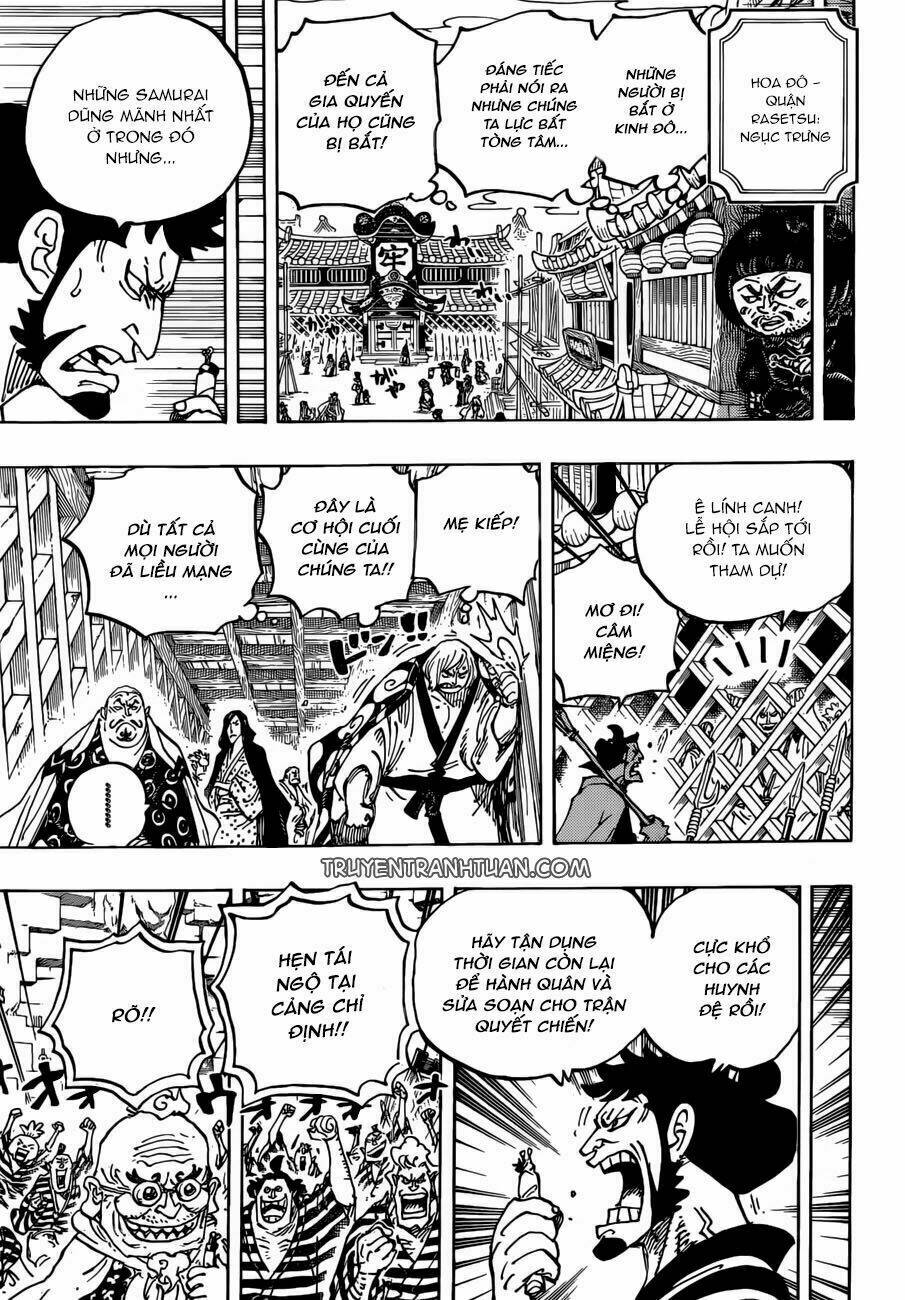 HOA ĐÔ –
QUẬN
RASETSU:
NGỤC TRƯNG
NHỮNG
NGƯỜI BỊ
BẮT Ở
KINH ĐÔ...
ĐÁNG TIẾC
PHẢI NÓI RA
NHƯNG CHÚNG
TA LỰC BẤT
TÒNG TÂM...
ĐẾN CẢ
GIA QUYẾN
CỦA HỌ CŨNG
BỊ BẮT!
牢
NHỮNG SAMURAI
DŨNG MÃNH NHẤT
Ở TRONG ĐÓ
NHƯNG...
Ê LÍNH CANH!
LỄ HỘI SẮP TỚI
RỒI! TA MUỐN
THAM DỰ!
MƠ ĐI!
CÂM
MIỆNG!
MẸ KIẾP!
ĐÂY LÀ
CƠ HỘI CUỐI
CÙNG CỦA
CHÚNG TA!!
DÙ TẤT CẢ
MỌI NGƯỜI
ĐÃ LIỀU MẠNG
...
TRUYENTRANHTUAN.COM
CỰC KHỔ
CHO CÁC
HUYNH
ĐỆ RỒI!
HÃY TẬN DỤNG
THỜI GIAN CÒN LẠI
ĐỂ HÀNH QUÂN VÀ
SỬA SOẠN CHO TRẬN
QUYẾT CHIẾN!
HẸN TÁI
NGỘ TẠI
CẢNG CHỈ
ĐỊNH!!
RÕ!!